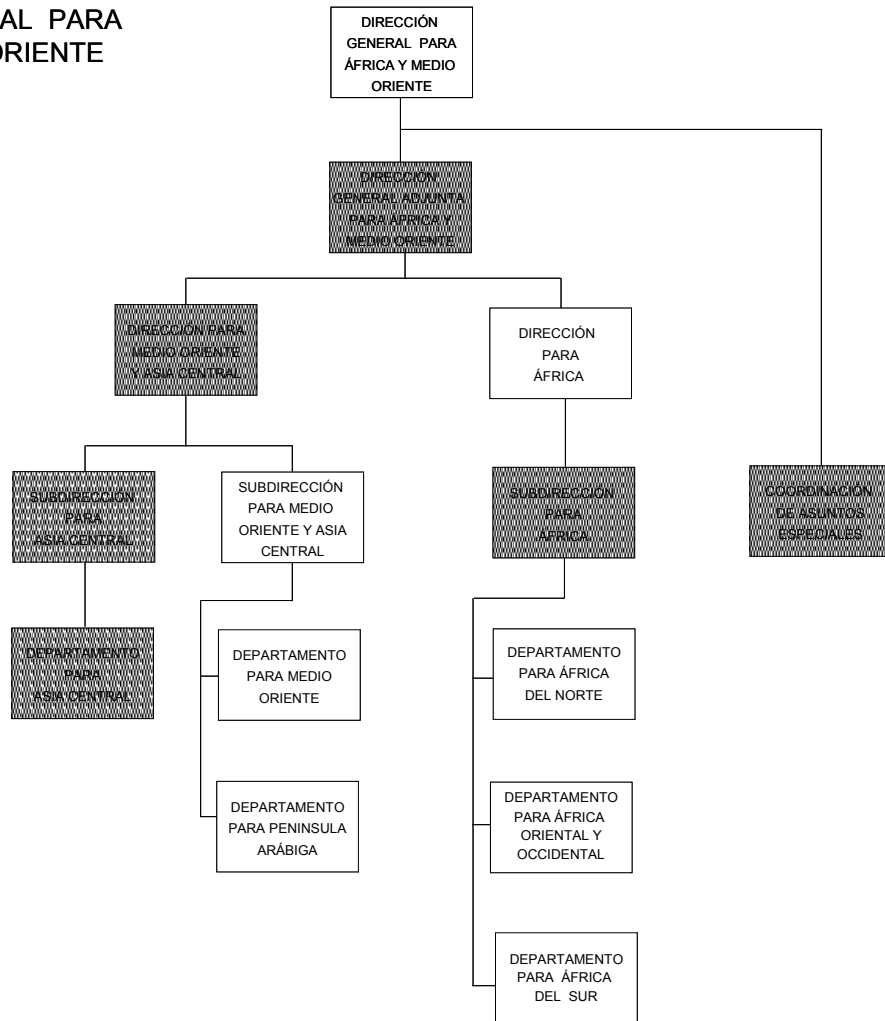 AL PARA
ORIENTE
DIRECCIÓN
GENERAL PARA
ÁFRICA Y MEDIO
ORIENTE
DIRECCIÓN
GENERAL ADJUNTA
PARA ÁFRICA Y
MEDIO ORIENTE
DIRECCIÓN PARA
MEDIO ORIENTE
Y ASIA CENTRAL
DIRECCIÓN
PARA
ÁFRICA
SUBDIRECCIÓN
PARA
ASIA CENTRAL
SUBDIRECCIÓN
PARA MEDIO
ORIENTE Y ASIA
CENTRAL
SUBDIRECCIÓN
PARA
ÁFRICA
COORDINACIÓN
DE ASUNTOS
ESPECIALES
DEPARTAMENTO
PARA
ASIA CENTRAL
DEPARTAMENTO
PARA MEDIO
ORIENTE
DEPARTAMENTO
PARA ÁFRICA
DEL NORTE
DEPARTAMENTO
PARA PENINSULA
ARÁBIGA
DEPARTAMENTO
PARA ÁFRICA
ORIENTAL Y
OCCIDENTAL
DEPARTAMENTO
PARA ÁFRICA
DEL SUR